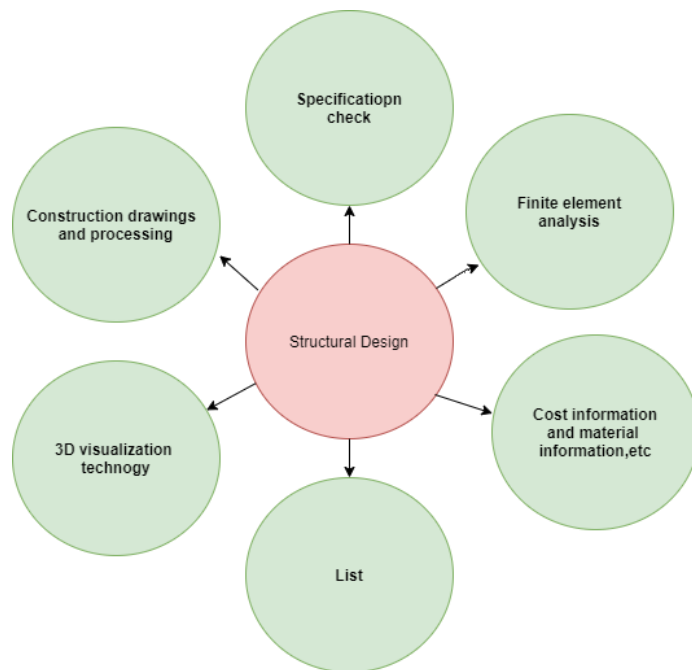 Specificatiopn
check
Finite element
analysis
Construction drawings
and processing
Structural Design
Cost information
and material
information,etc
3D visualization
technogy
List